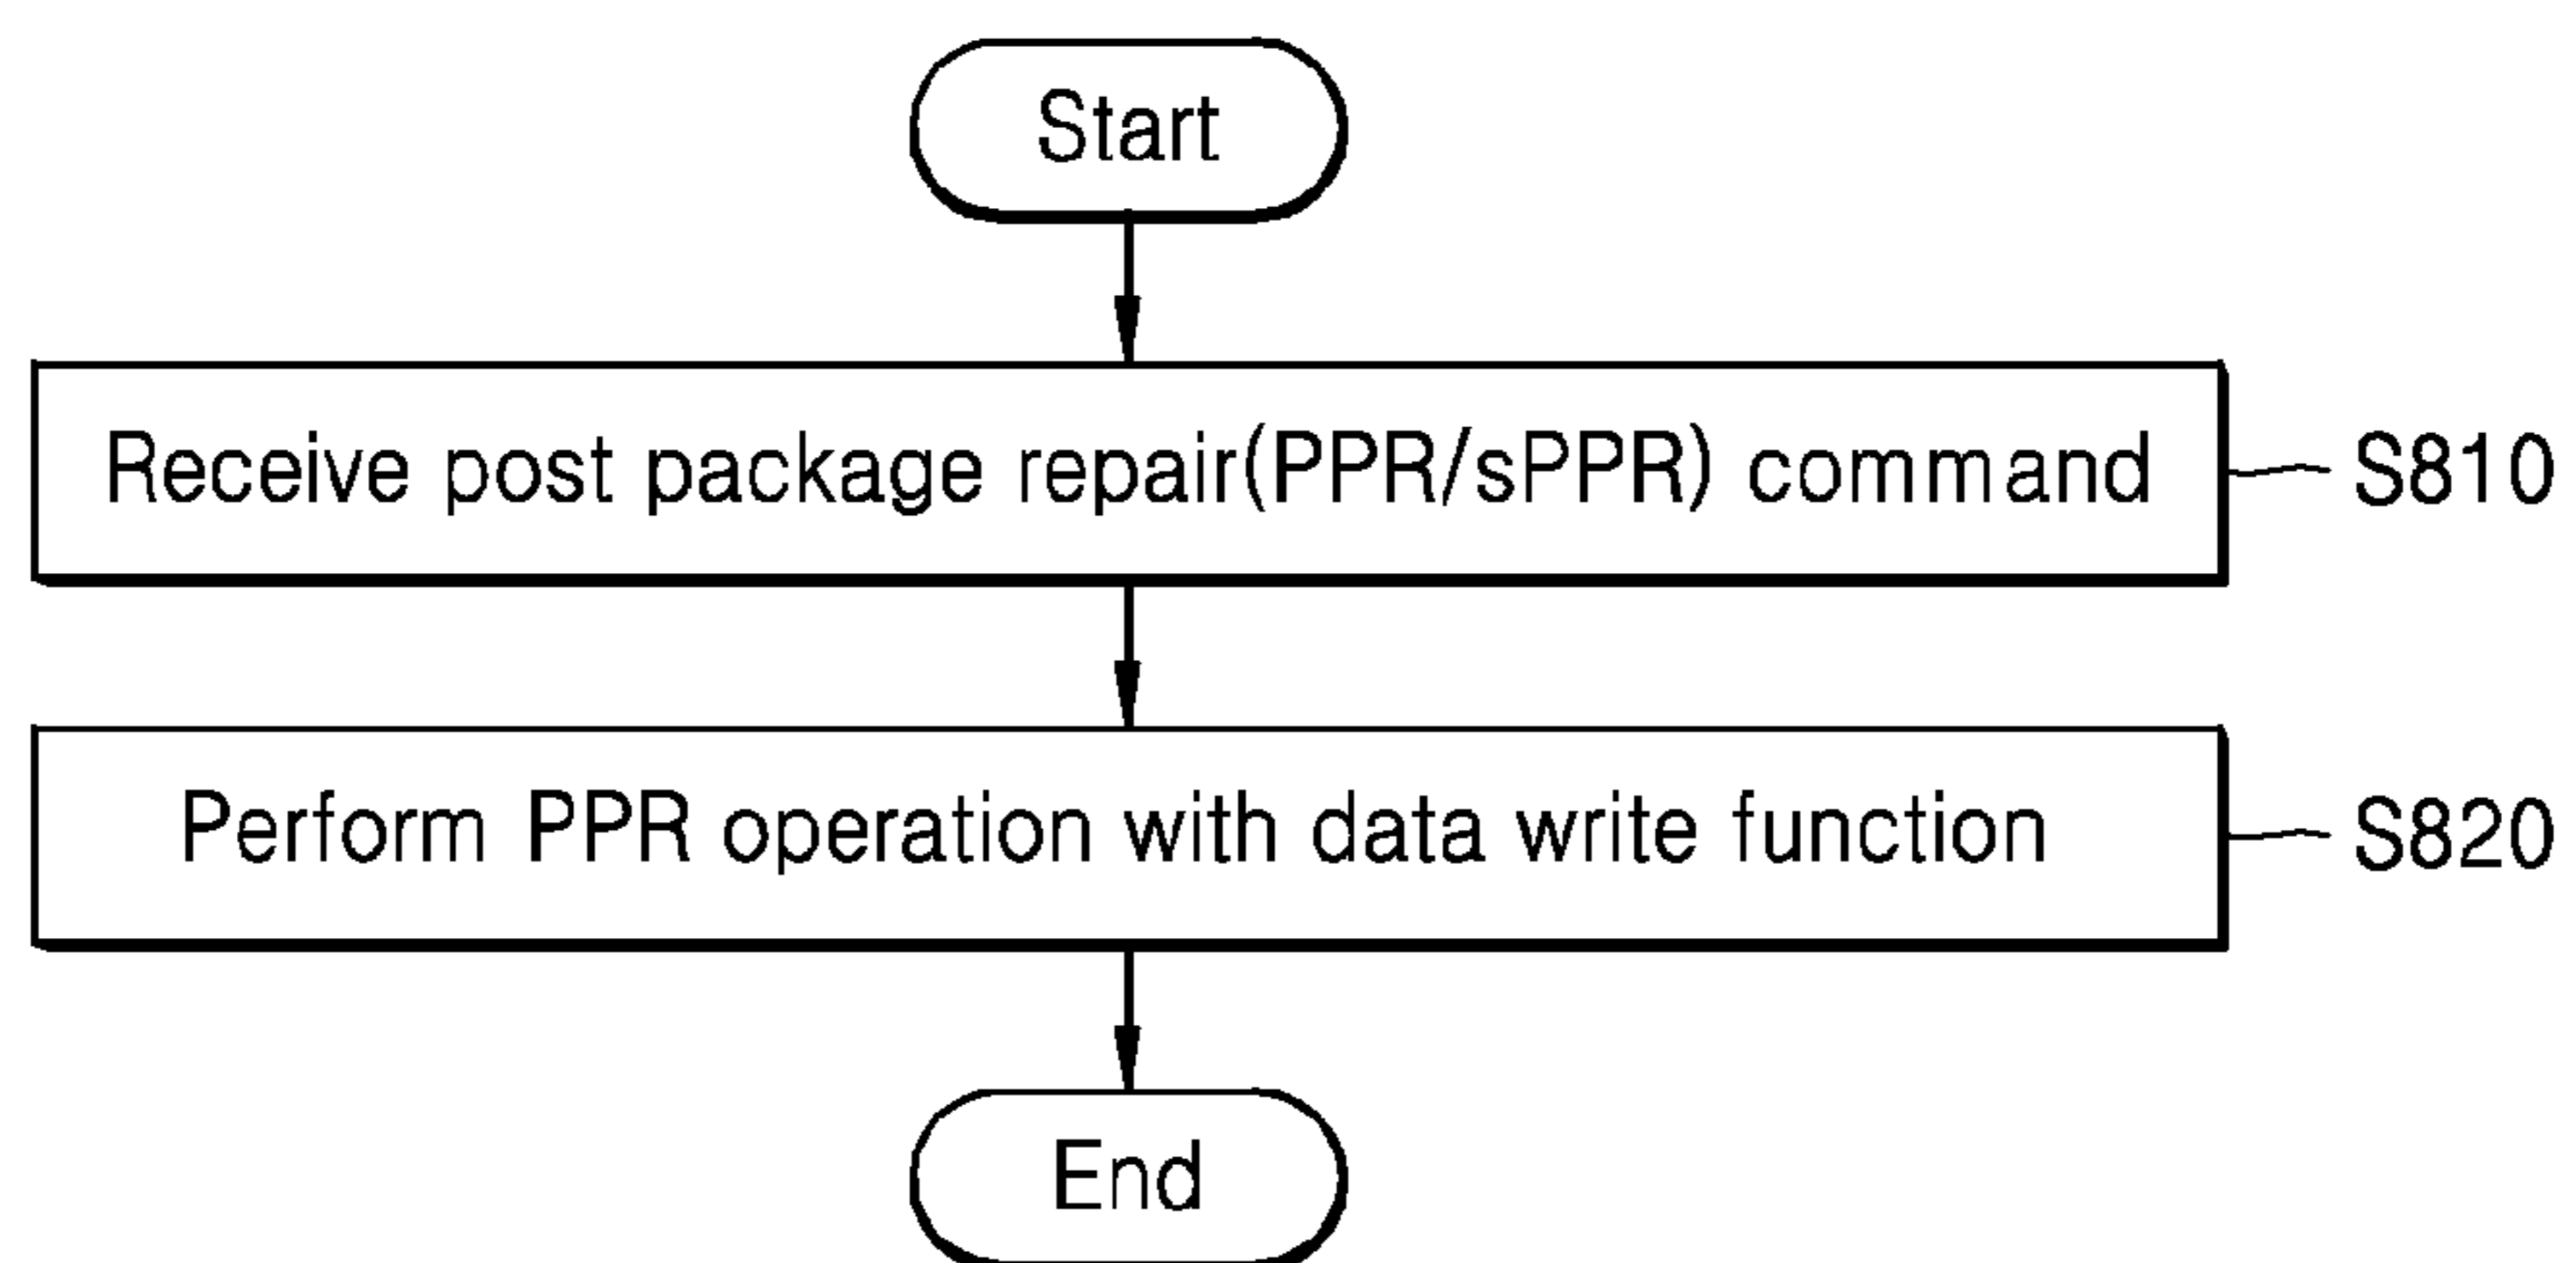 Start
Receive post package repair(PPR/sPPR) command
S810
Perform PPR operation with data write function
S820
End